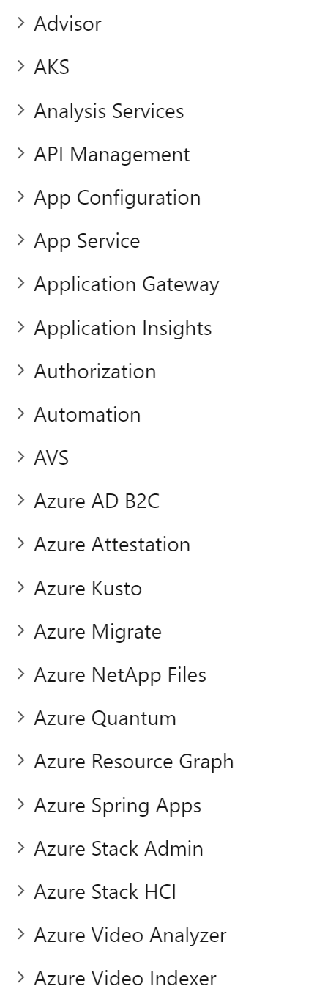 Advisor
AKS
Analysis Services
API Management
App Configuration
App Service
Application Gateway
Application Insights
Authorization
Automation
AVS
Azure AD B2C
Azure Attestation
Azure Kusto
Azure Migrate
Azure NetApp Files
Azure Quantum
Azure Resource Graph
Azure Spring Apps
Azure Stack Admin
Azure Stack HCI
Azure Video Analyzer
Azure Video Indexer